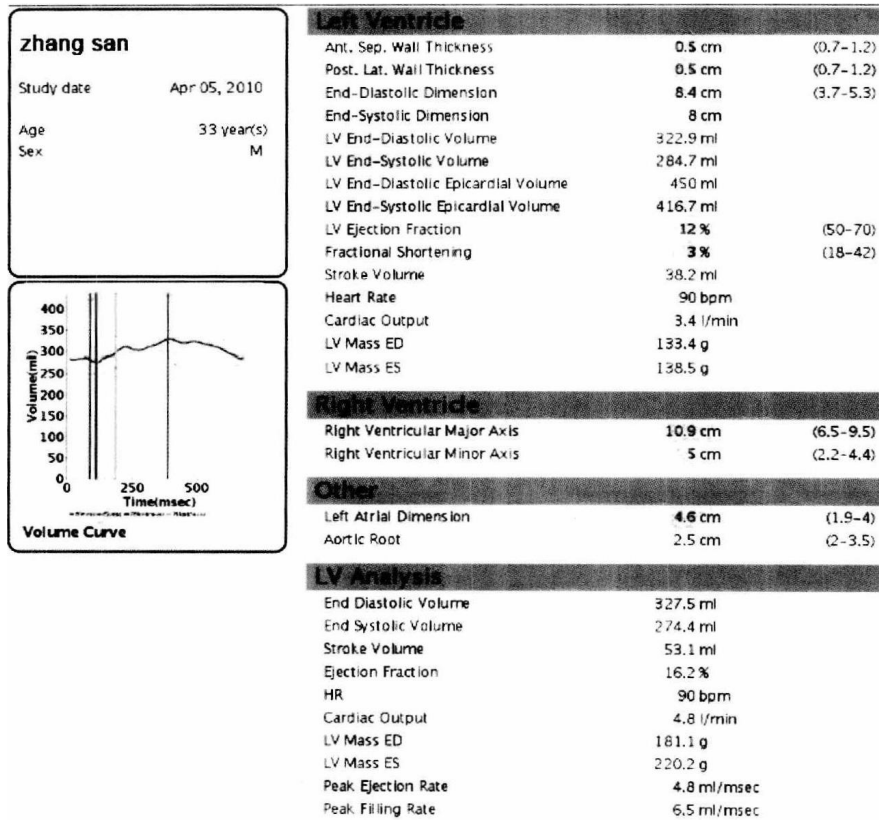 zhang san
Study date Apr 05, 2010
Age 33 year(s)
Sex M
400
350
300
250
200
150
100
50
0
Volume(ml)
0 250 500
Time(msec)
Volume Curve
Left Ventricle
Ant. Sep. Wall Thickness 0.5 cm (0.7-1.2)
Post. Lat. Wall Thickness 0.5 cm (0.7-1.2)
End-Diastolic Dimension 8.4 cm (3.7-5.3)
End-Systolic Dimension 8 cm
LV End-Diastolic Volume 322.9 ml
LV End-Systolic Volume 284.7 ml
LV End-Diastolic Epicardial Volume 450 ml
LV End-Systolic Epicardial Volume 416.7 ml
LV Ejection Fraction 12 % (50-70)
Fractional Shortening 3 % (18-42)
Stroke Volume 38.2 ml
Heart Rate 90 bpm
Cardiac Output 3.4 l/min
LV Mass ED 133.4 g
LV Mass ES 138.5 g
Right Ventricle
Right Ventricular Major Axis 10.9 cm (6.5-9.5)
Right Ventricular Minor Axis 5 cm (2.2-4.4)
Other
Left Atrial Dimension 4.6 cm (1.9-4)
Aortic Root 2.5 cm (2-3.5)
LV Analysis
End Diastolic Volume 327.5 ml
End Systolic Volume 274.4 ml
Stroke Volume 53.1 ml
Ejection Fraction 16.2 %
HR 90 bpm
Cardiac Output 4.8 l/min
LV Mass ED 181.1 g
LV Mass ES 220.2 g
Peak Ejection Rate 4.8 ml/msec
Peak Filling Rate 6.5 ml/msec